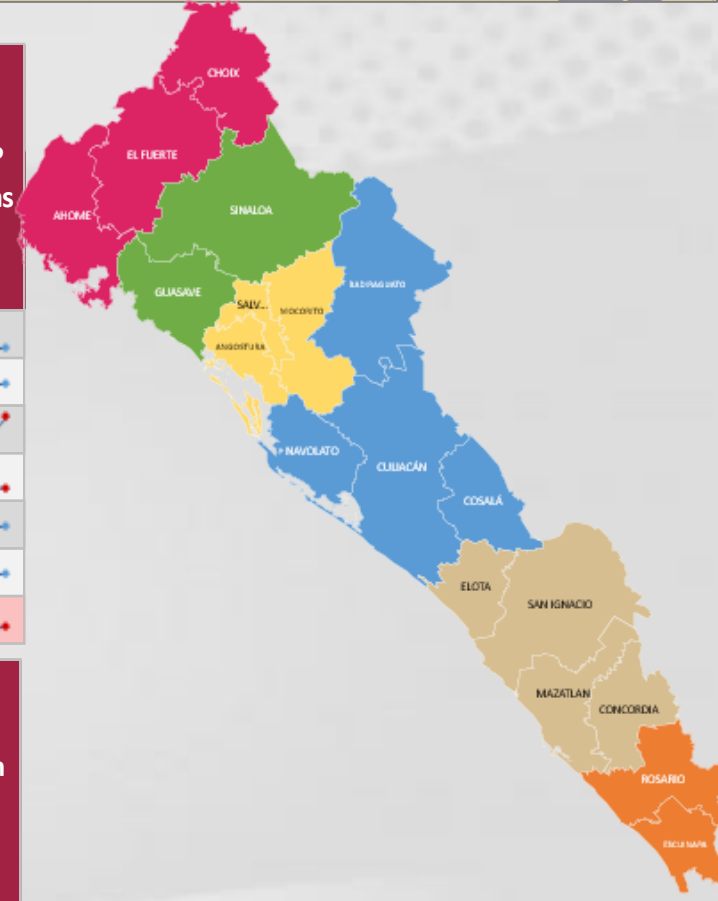 CHOIX
EL FUERTE
AHOME
SINALOA
GUASAVE
SALV...
MOCORITO
ANGOSTURA
BADIRAGUATO
NAVOLATO
CULIACÁN
COSALÁ
ELOTA
SAN IGNACIO
MAZATLAN
CONCORDIA
ROSARIO
ESCUINAPA